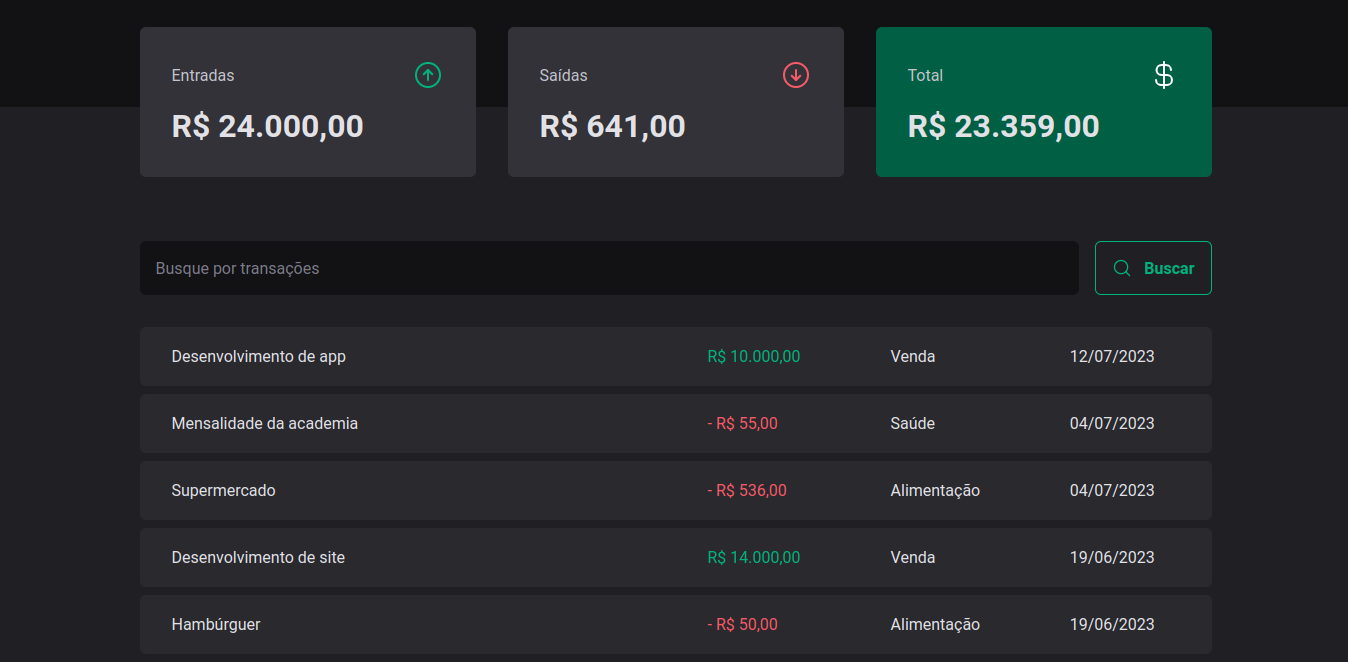 Entradas
R$ 24.000,00
Saídas
R$ 641,00
Total
R$ 23.359,00
Busque por transações
Buscar
Desenvolvimento de app R$ 10.000,00 Venda 12/07/2023
Mensalidade da academia - R$ 55,00 Saúde 04/07/2023
Supermercado - R$ 536,00 Alimentação 04/07/2023
Desenvolvimento de site R$ 14.000,00 Venda 19/06/2023
Hambúrguer - R$ 50,00 Alimentação 19/06/2023